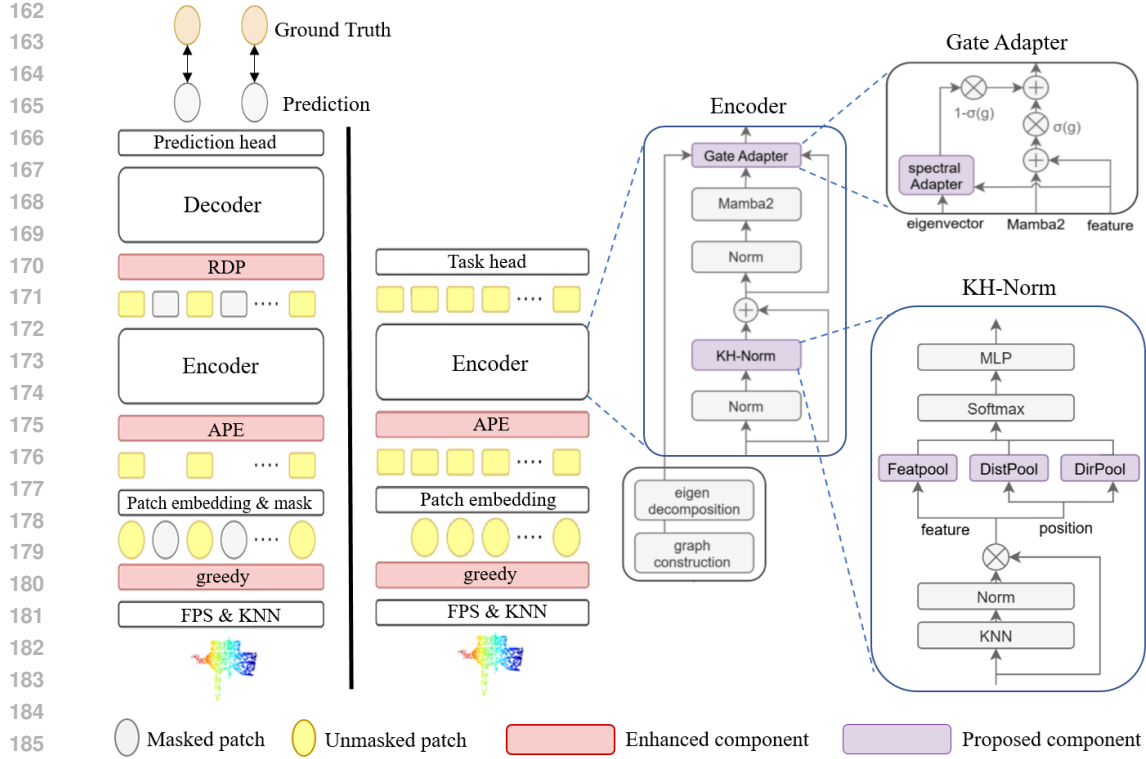 162
163
164
165
166
167
168
169
170
171
172
173
174
175
176
177
178
179
180
181
182
183
184
185
Ground Truth
Prediction
Prediction head
Decoder
RDP
····
Encoder
APE
····
Patch embedding & mask
····
greedy
FPS & KNN
Task head
····
Encoder
APE
····
Patch embedding
····
greedy
FPS & KNN
Encoder
Gate Adapter
Mamba2
Norm
KH-Norm
Norm
eigen
decomposition
graph
construction
Gate Adapter
1-σ(g)
σ(g)
spectral
Adapter
eigenvector
Mamba2
feature
KH-Norm
MLP
Softmax
Featpool
DistPool
DirPool
feature
position
Norm
KNN
Masked patch
Unmasked patch
Enhanced component
Proposed component